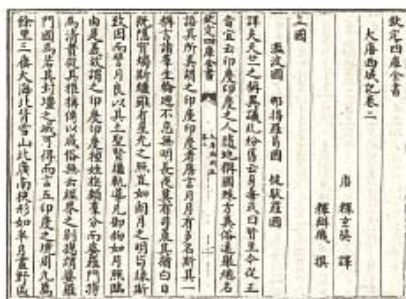 欽定四庫全書
大唐西域記卷二
唐 釋玄奘 譯
釋辯機 撰
三國
濫波國 那揭羅曷國 健馱羅國
詳夫天竺之稱異議糾紛舊云身毒或曰賢豆今從正
音宜云印度印度之人隨地稱國殊方異俗遙舉總名
欽定四庫全書
語其所美謂之印度印度者唐言月月有多名斯其一
稱言諸羣生輪迴不息無明長夜莫有司晨其猶白日
既隱宵燭斯繼雖有星光之照豈如朗月之明苟緣斯
致因而譬月良以其土聖賢繼軌導凡御物如月照臨
由是義故謂之印度印度種姓族類羣分而婆羅門特
為清貴從其雅稱傳以成俗無云經界之別總謂婆羅
門國焉若其封疆之域可得而言五印度之境周九萬
餘里三垂大海北背雪山北廣南狹形如半月畫野區